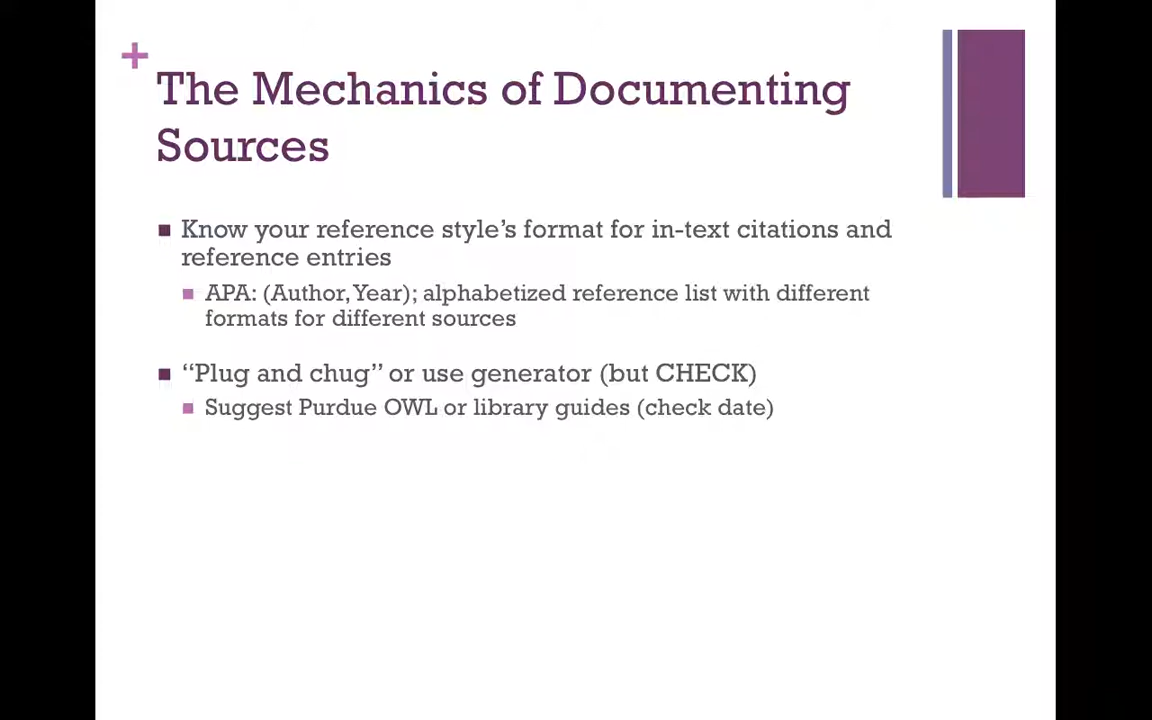 +
The Mechanics of Documenting
Sources
Know your reference style’s format for in-text citations and
reference entries
APA: (Author, Year); alphabetized reference list with different
formats for different sources
“Plug and chug” or use generator (but CHECK)
Suggest Purdue OWL or library guides (check date)